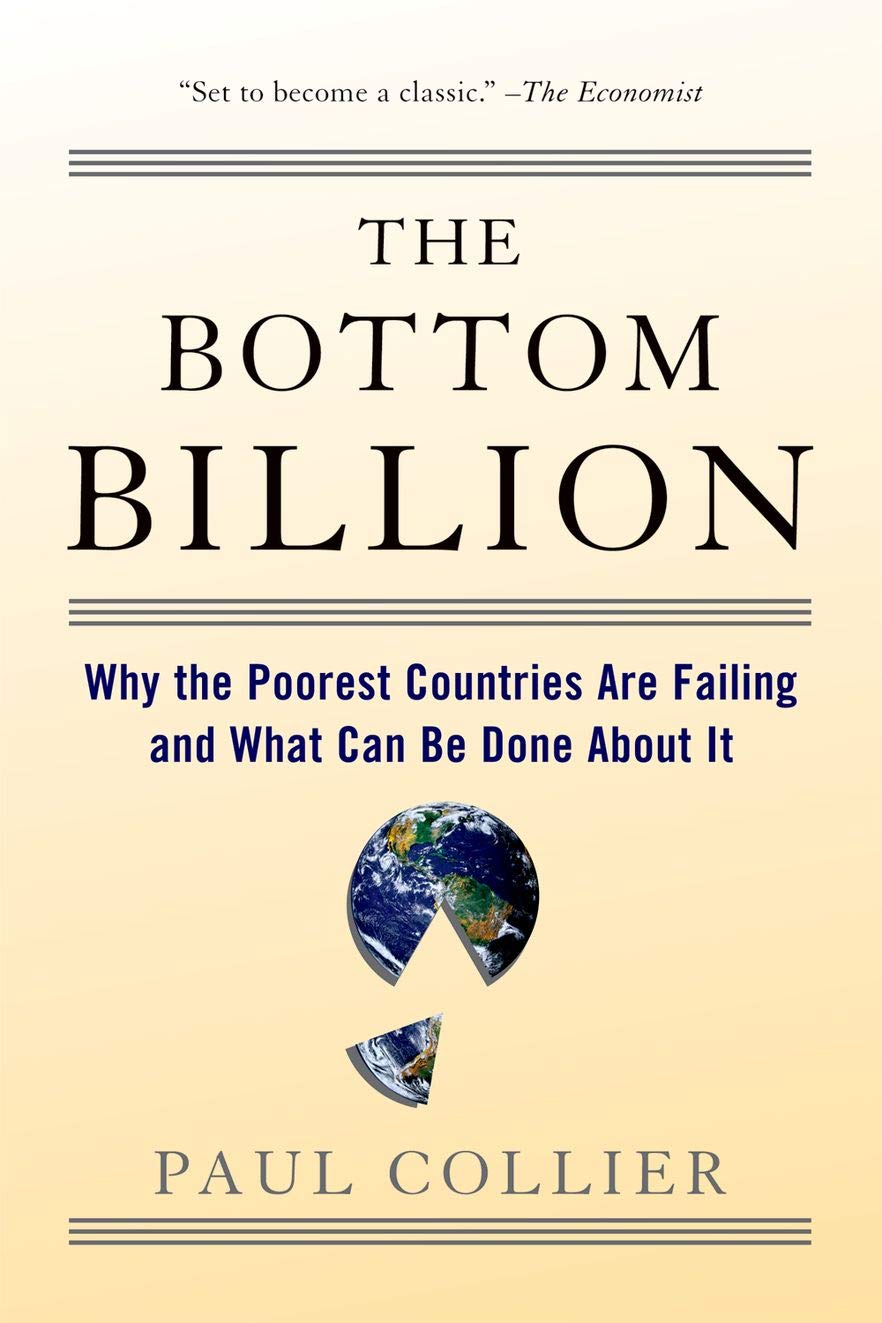 “Set to become a classic.” –The Economist
THE
BOTTOM
BILLION
Why the Poorest Countries Are Failing
and What Can Be Done About It
PAUL COLLIER